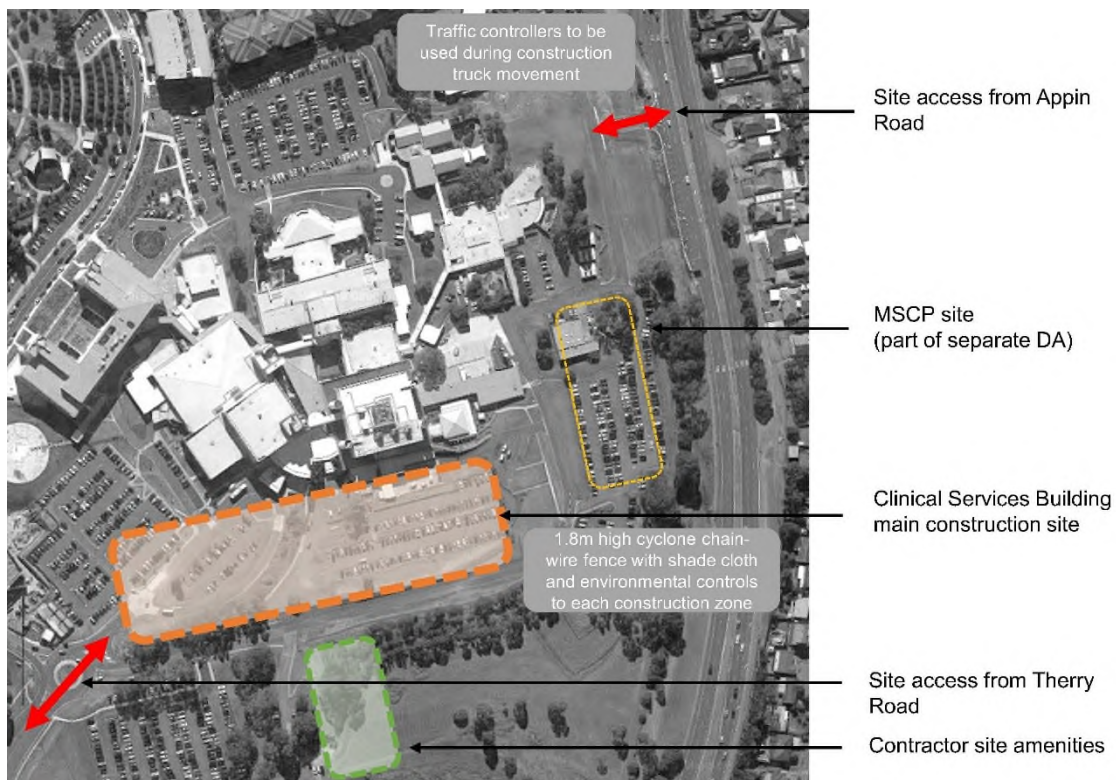 Traffic controllers to be
used during construction
truck movement
Site access from Appin
Road
MSCP site
(part of separate DA)
Clinical Services Building
main construction site
1.8m high cyclone chain-
wire fence with shade cloth
and environmental controls
to each construction zone
Site access from Therry
Road
Contractor site amenities